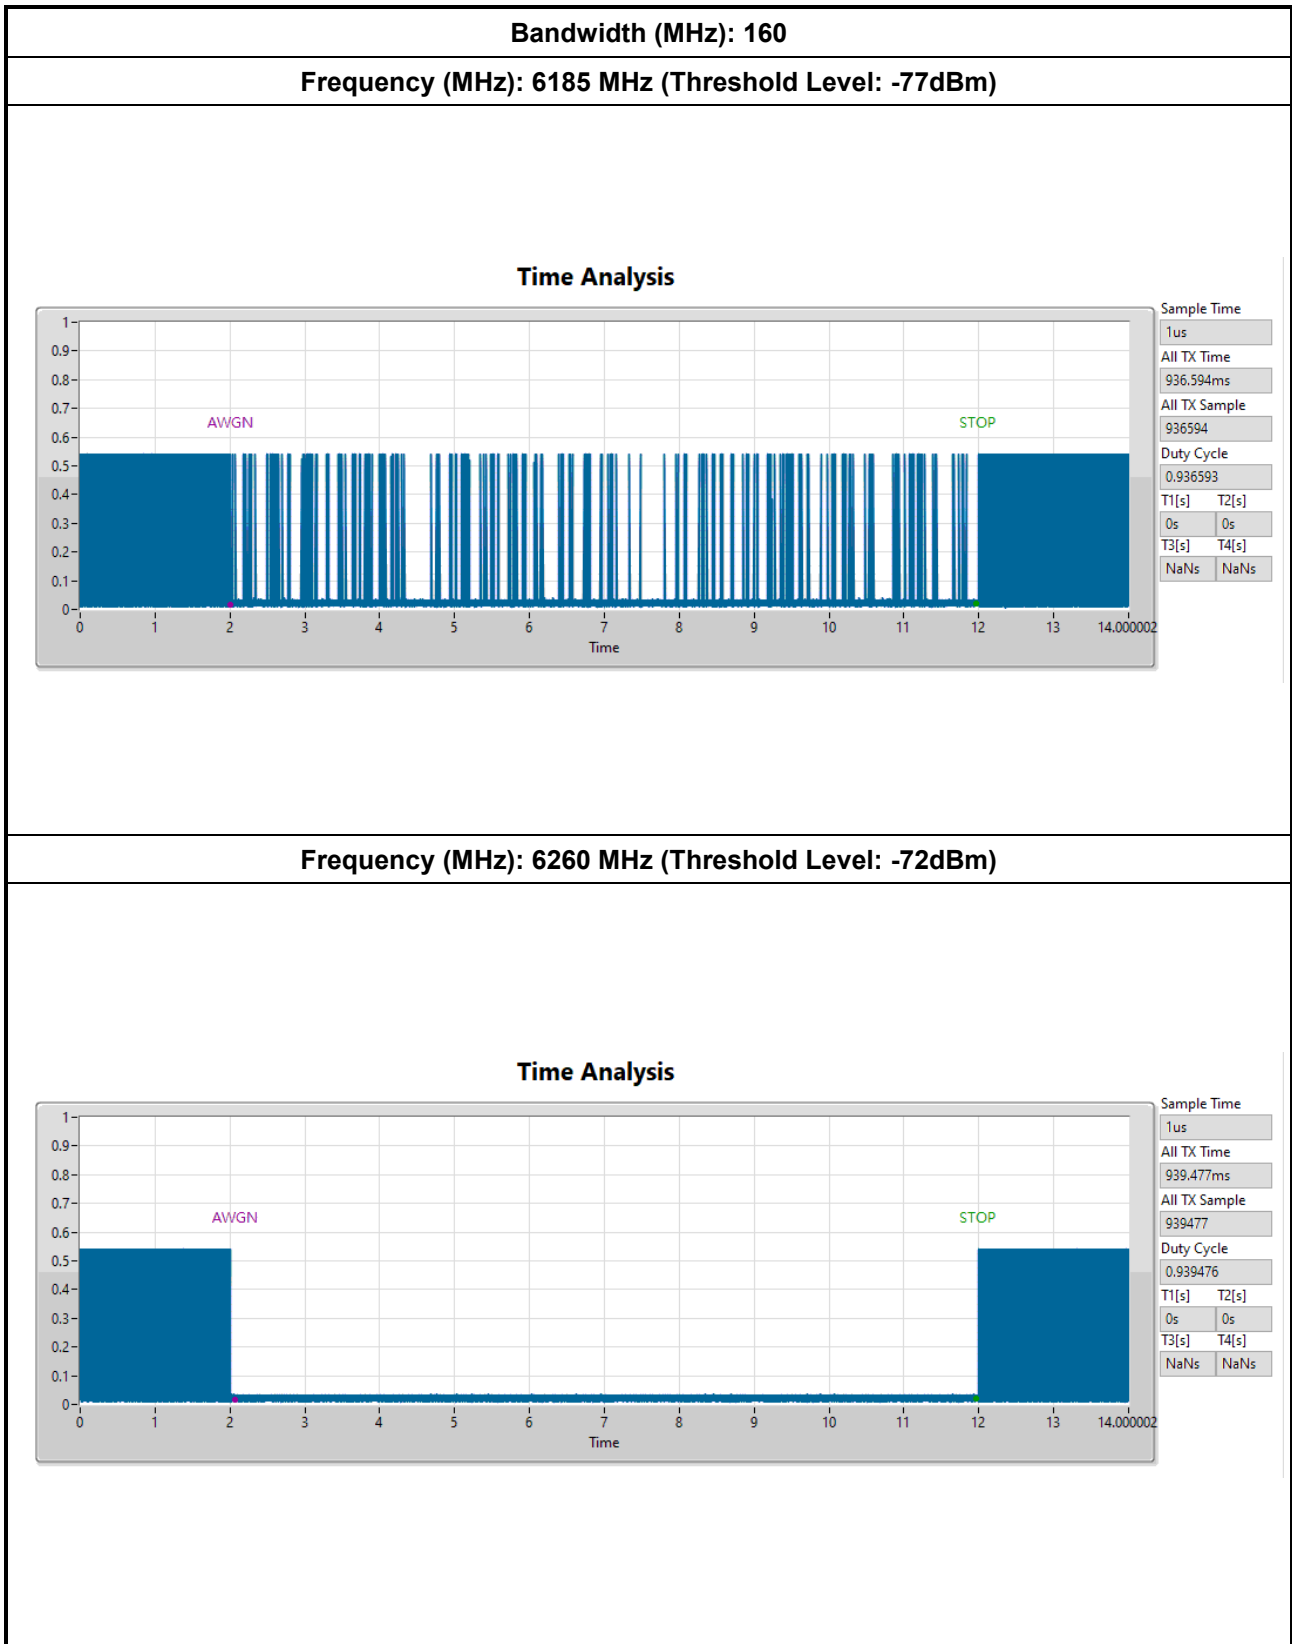 Bandwidth (MHz): 160
Frequency (MHz): 6185 MHz (Threshold Level: -77dBm)
Time Analysis
1
0.9
0.8
0.7
0.6
0.5
0.4
0.3
0.2
0.1
0
AWGN
STOP
0 1 2 3 4 5 6 7 8 9 10 11 12 13 14.000002
Time
Sample Time
1us
All TX Time
936.594ms
All TX Sample
936594
Duty Cycle
0.936593
T1[s] T2[s]
0s 0s
T3[s] T4[s]
NaNs NaNs
Frequency (MHz): 6260 MHz (Threshold Level: -72dBm)
Time Analysis
1
0.9
0.8
0.7
0.6
0.5
0.4
0.3
0.2
0.1
0
AWGN
STOP
0 1 2 3 4 5 6 7 8 9 10 11 12 13 14.000002
Time
Sample Time
1us
All TX Time
939.477ms
All TX Sample
939477
Duty Cycle
0.939476
T1[s] T2[s]
0s 0s
T3[s] T4[s]
NaNs NaNs